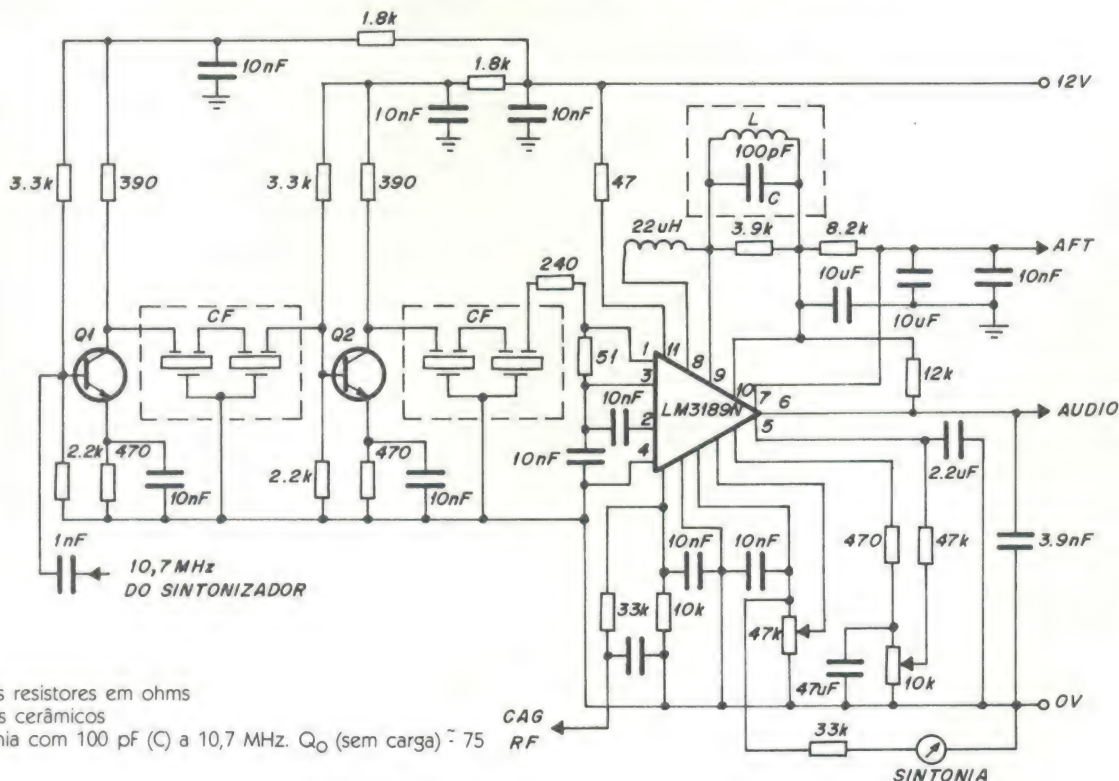 1.8k
10nF
1.8k
12V
10nF
10nF
L
100pF
C
3.3k
390
3.3k
390
47
22uH
3.9k
8.2k
AFT
10uF
10uF
10nF
240
CF
CF
Q1
Q2
51
1
11
8
9
10
7
6
3
2
5
4
LM3189N
12k
AUDIO
10nF
10nF
2.2uF
2.2k
470
10nF
2.2k
470
10nF
1nF
10,7 MHz
DO SINTONIZADOR
10nF
10nF
470
47k
3.9nF
33k
10k
47k
47uF
10k
0V
s resistores em ohms
s cerâmicos
nia com 100 pF (C) a 10,7 MHz. QO (sem carga) ~ 75
CAG
RF
33k
SINTONIA